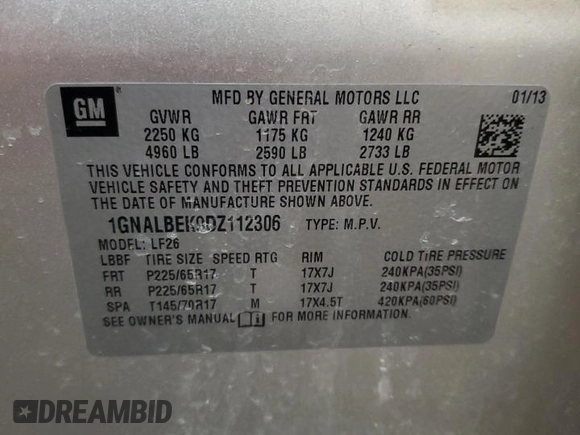 GM
MFD BY GENERAL MOTORS LLC 01/13
GVWR GAWR FRT GAWR RR
2250 KG 1175 KG 1240 KG
4960 LB 2590 LB 2733 LB
THIS VEHICLE CONFORMS TO ALL APPLICABLE U.S. FEDERAL MOTOR
VEHICLE SAFETY AND THEFT PREVENTION STANDARDS IN EFFECT ON
THE DATE OF MANUFACTURE SHOWN ABOVE.
TYPE: M.P.V.
MODEL: LF26
LBBF TIRE SIZE SPEED RTG RIM COLD TIRE PRESSURE
FRT P225/65R17 T 17X7J 240KPA(35PSI)
RR P225/65R17 T 17X7J 240KPA(35PSI)
SPA T145/70R17 M 17X4.5T 420KPA(60PSI)
SEE OWNER'S MANUAL FOR MORE INFORMATION.
DREAMBID